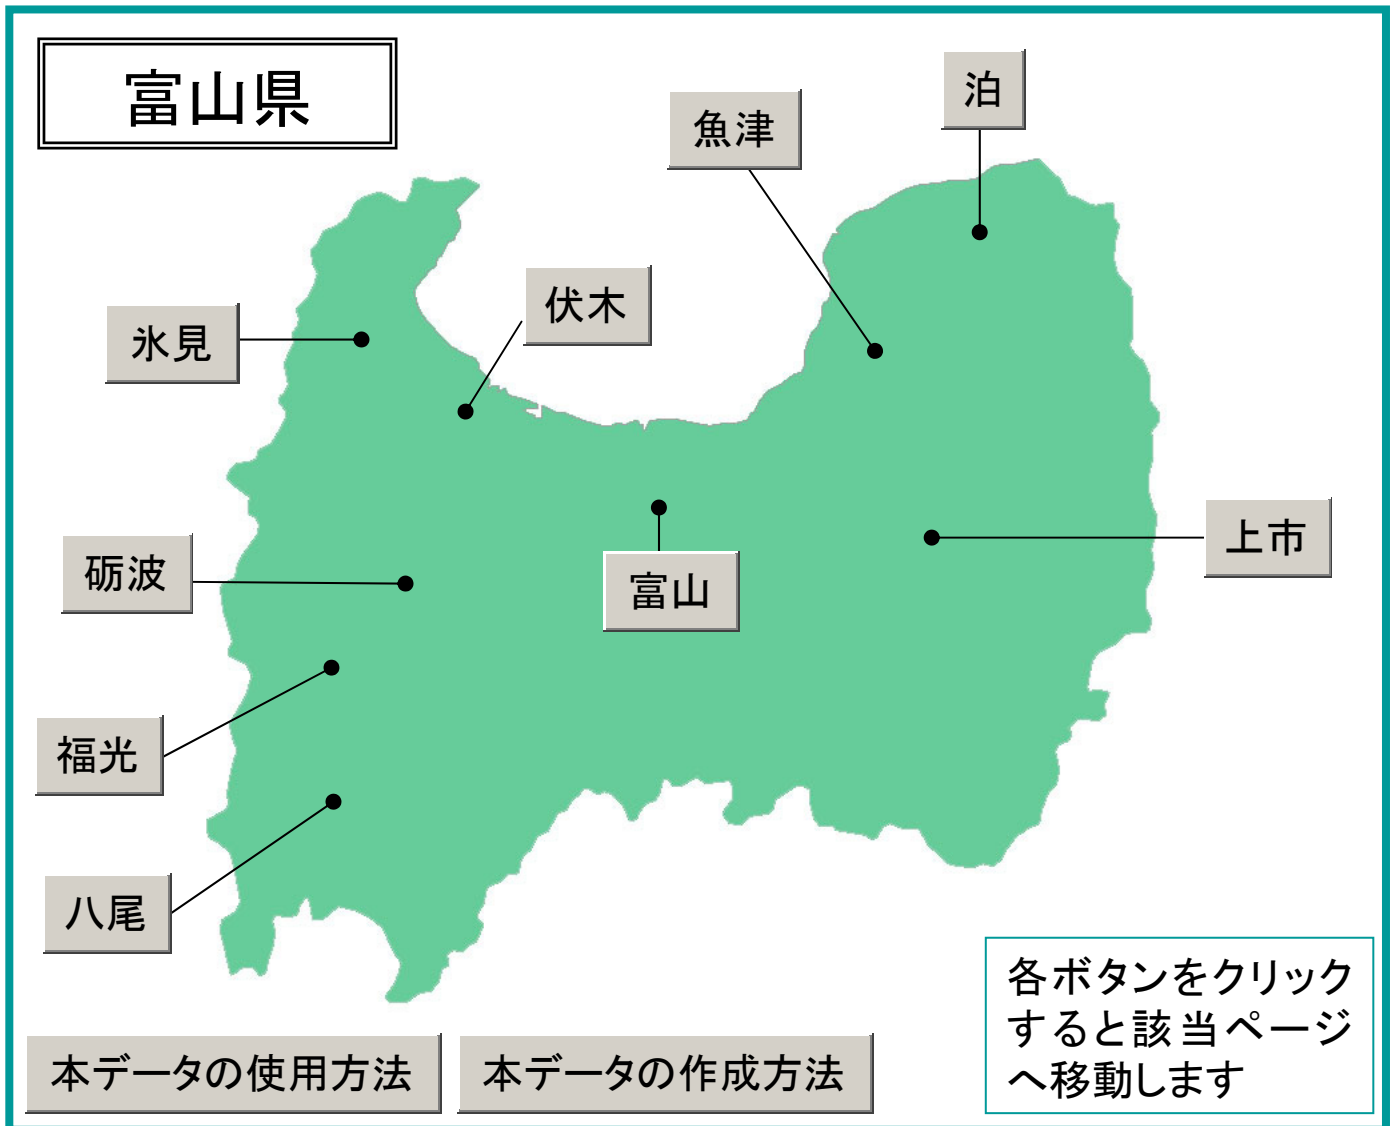 富山県
泊
魚津
伏木
氷見
上市
砺波
富山
福光
八尾
各ボタンをクリック
すると該当ページ
へ移動します
本データの使用方法
本データの作成方法